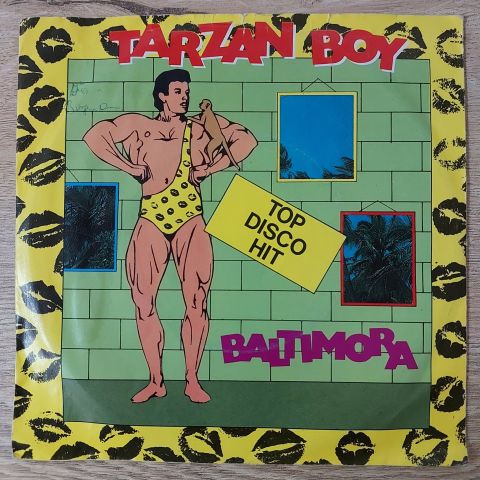 TARZAN BOY
TOP
DISCO
HIT
BALTIMORA